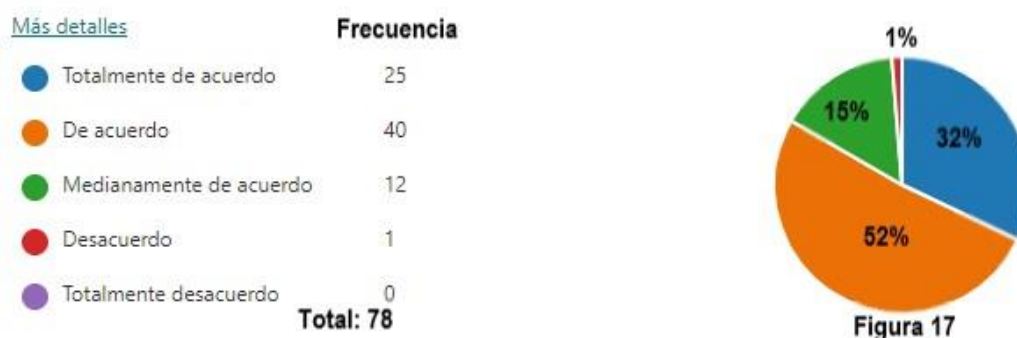 Más detalles
Frecuencia
Totalmente de acuerdo 25
De acuerdo 40
Medianamente de acuerdo 12
Desacuerdo 1
Totalmente desacuerdo 0
Total: 78
1%
15%
32%
52%
Figura 17